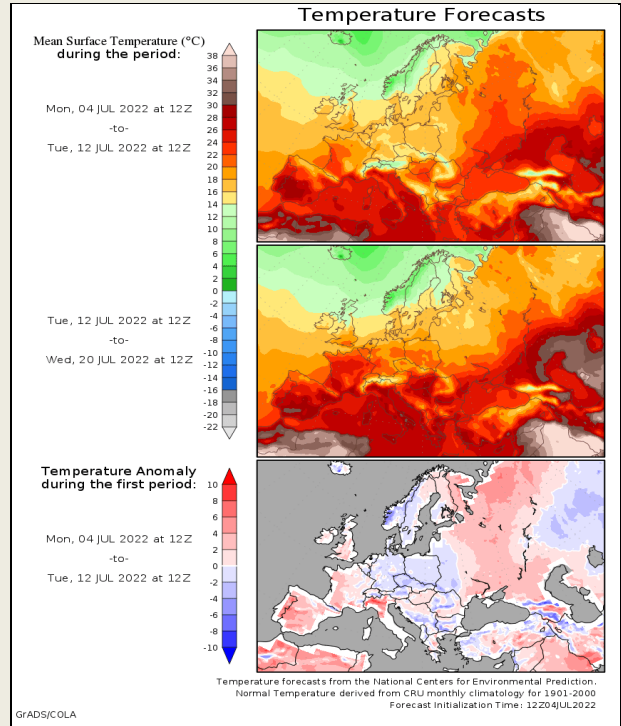 Temperature Forecasts
Mean Surface Temperature (°C)
during the period:
38
36
34
32
30
28
26
24
22
20
18
16
14
12
10
8
6
4
2
0
-2
-4
-6
-8
-10
-12
-14
-16
-18
-20
-22
Mon, 04 JUL 2022 at 12Z
-to-
Tue, 12 JUL 2022 at 12Z
Tue, 12 JUL 2022 at 12Z
-to-
Wed, 20 JUL 2022 at 12Z
Temperature Anomaly
during the first period:
10
8
6
4
2
0
2
4
6
8
-10
Mon, 04 JUL 2022 at 12Z
-to-
Tue, 12 JUL 2022 at 12Z
Temperature forecasts from the National Centers for Environmental Prediction.
Normal Temperature derived from CRU monthly climatology for 1901-2000
Forecast Initialization Time: 12Z04JUL2022
GrADS/COLA